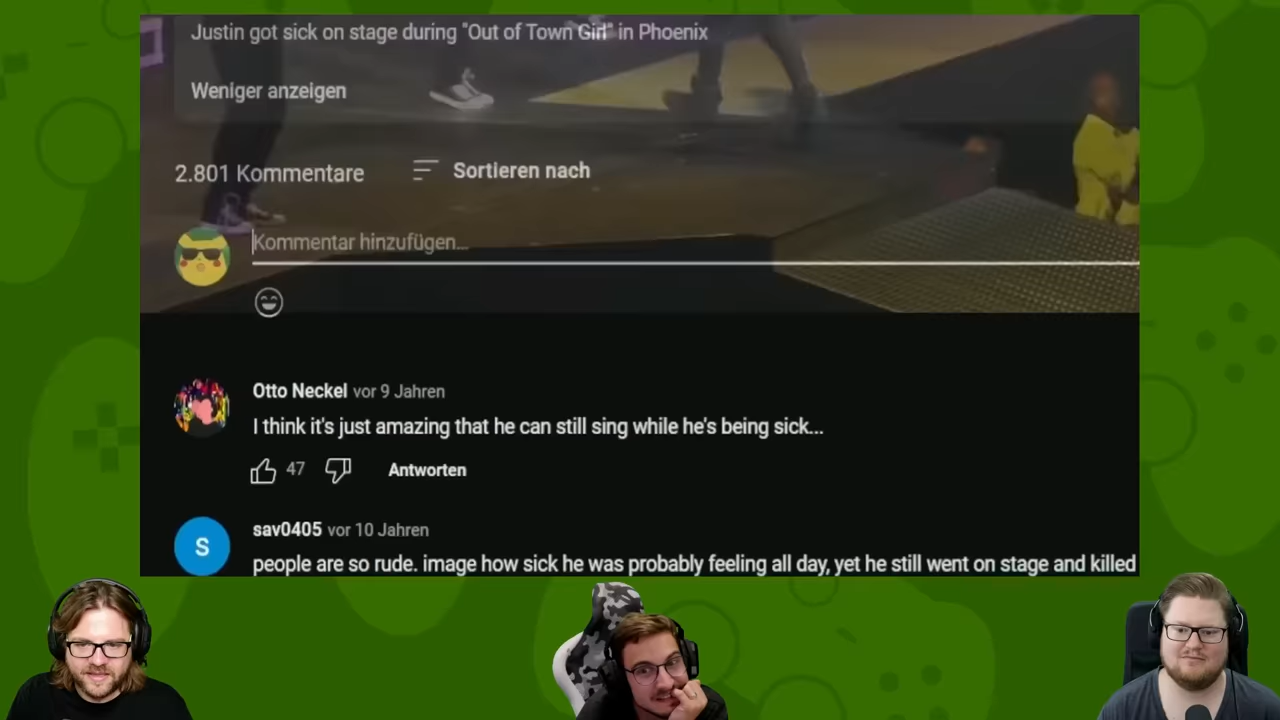 Justin got sick on stage during "Out of Town Girl" in Phoenix
Weniger anzeigen
2.801 Kommentare
Sortieren nach
Kommentar hinzufügen...
Otto Neckel vor 9 Jahren
I think it's just amazing that he can still sing while he's being sick...
47
Antworten
S
sav0405 vor 10 Jahren
people are so rude. image how sick he was probably feeling all day, yet he still went on stage and killed